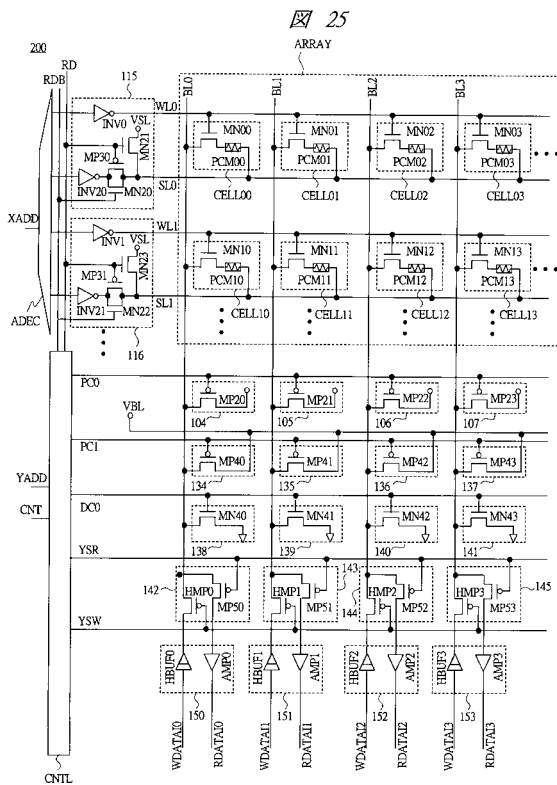 図 25
200
RD
RDB
115
ARRAY
BL0
BL1
BL2
BL3
WL0
INV0
VSL
MN21
MP30
INV20
MN20
SL0
MN00
MN01
MN02
MN03
PCM00
PCM01
PCM02
PCM03
CELL00
CELL01
CELL02
CELL03
XADD
WL1
INV1
VSL
MN23
MP31
INV21
MN22
SL1
MN10
MN11
MN12
MN13
PCM10
PCM11
PCM12
PCM13
CELL10
CELL11
CELL12
CELL13
ADEC
116
PC0
MP20
MP21
MP22
MP23
104
105
106
107
VBL
PC1
MP40
MP41
MP42
MP43
134
135
136
137
YADD
CNT
DC0
MN40
MN41
MN42
MN43
138
139
140
141
YSR
142
143
144
145
HMP0
MP50
HMP1
MP51
HMP2
MP52
HMP3
MP53
YSW
HBUF0
AMP0
HBUF1
AMP1
HBUF2
AMP2
HBUF3
AMP3
150
151
152
153
WDATAI0
RDATAI0
WDATAI1
RDATAI1
WDATAI2
RDATAI2
WDATAI3
RDATAI3
CNTL